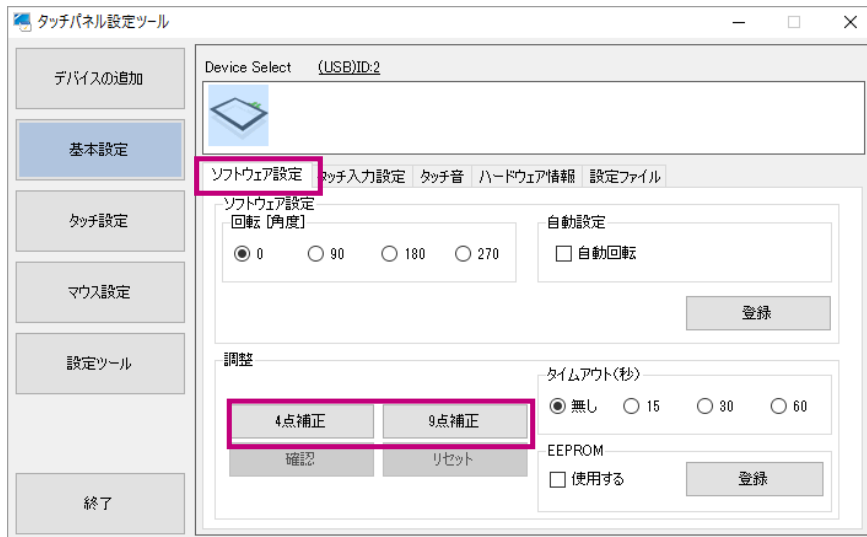 タッチパネル設定ツール
デバイスの追加
基本設定
タッチ設定
マウス設定
設定ツール
終了
Device Select (USB)ID:2
ソフトウェア設定 タッチ入力設定 タッチ音 ハードウェア情報 設定ファイル
ソフトウェア設定
回転 [角度]
0 90 180 270
自動設定
自動回転
登録
調整
4点補正 9点補正
確認 リセット
タイムアウト(秒)
無し 15 30 60
EEPROM
使用する 登録